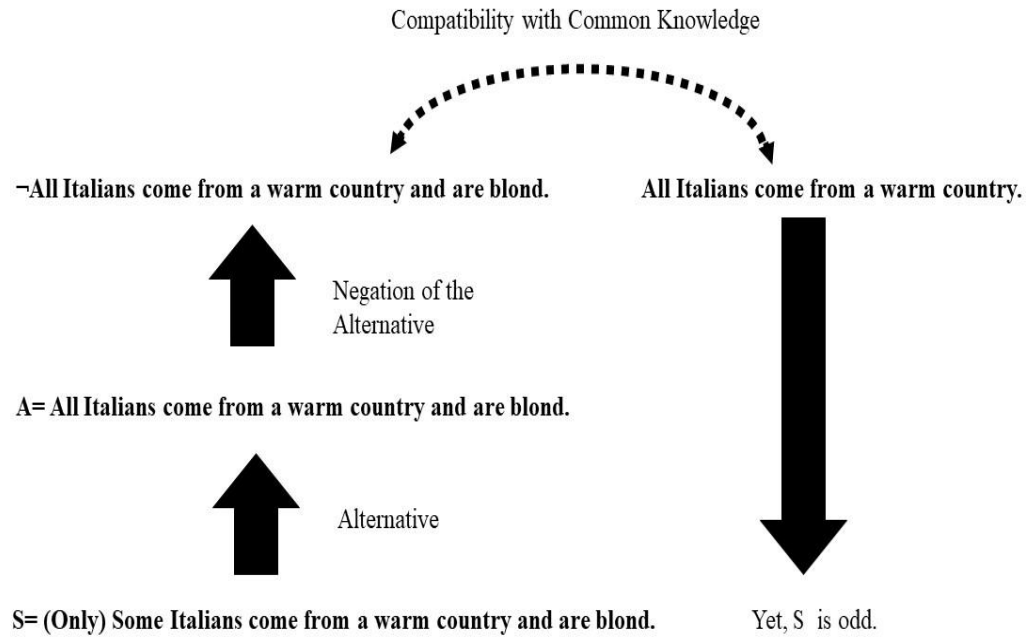 Compatibility with Common Knowledge
¬All Italians come from a warm country and are blond.
All Italians come from a warm country.
Negation of the
Alternative
A= All Italians come from a warm country and are blond.
Alternative
S= (Only) Some Italians come from a warm country and are blond.
Yet, S is odd.